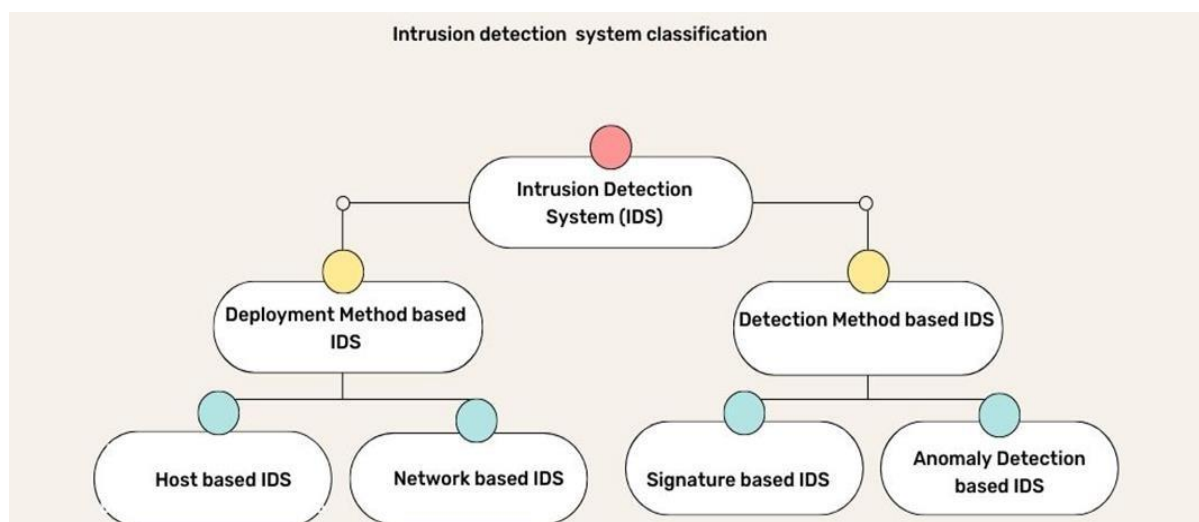 Intrusion detection system classification
Intrusion Detection
System (IDS)
Deployment Method based
IDS
Detection Method based IDS
Host based IDS
Network based IDS
Signature based IDS
Anomaly Detection
based IDS